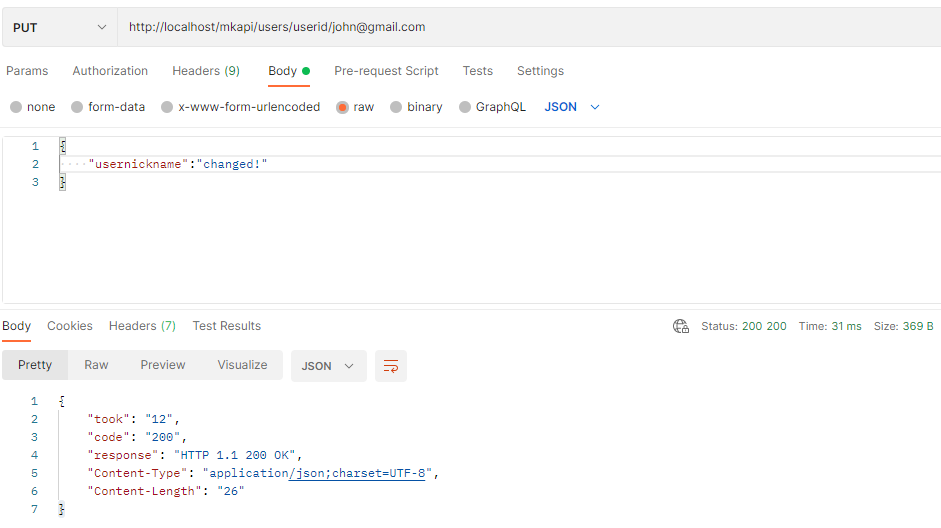 PUT http://localhost/mkapi/users/userid/john@gmail.com
Params Authorization Headers (9) Body Pre-request Script Tests Settings
none form-data x-www-form-urlencoded raw binary GraphQL JSON
1 {
2 "usernickname":"changed!"
3 }
Body Cookies Headers (7) Test Results Status: 200 200 Time: 31 ms Size: 369 B
Pretty Raw Preview Visualize JSON
1 {
2 "took": "12",
3 "code": "200",
4 "response": "HTTP 1.1 200 OK",
5 "Content-Type": "application/json;charset=UTF-8",
6 "Content-Length": "26"
7 }